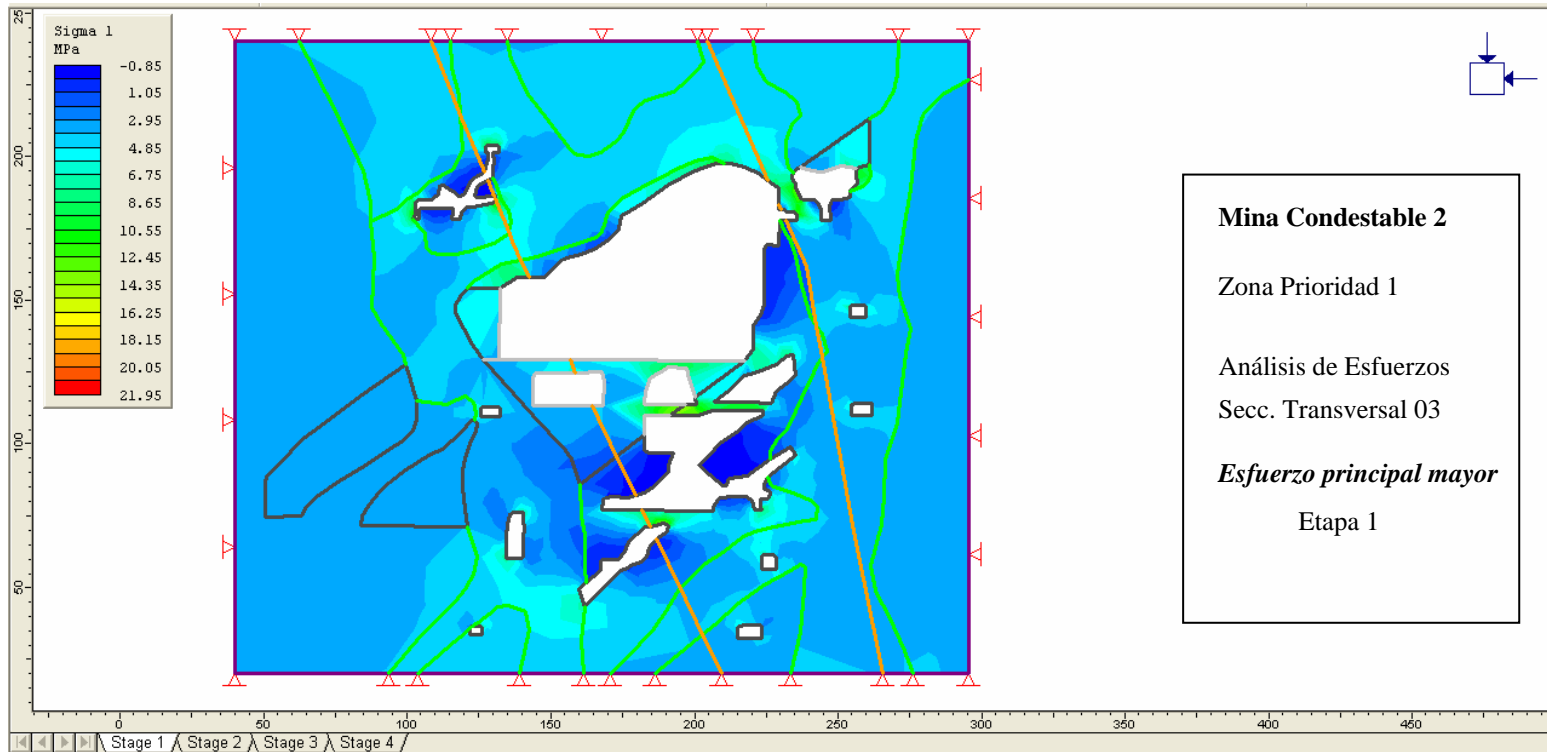 Sigma 1
MPa
-0.85
1.05
2.95
4.85
6.75
8.65
10.55
12.45
14.35
16.25
18.15
20.05
21.95
Mina Condestable 2
Zona Prioridad 1
Análisis de Esfuerzos
Secc. Transversal 03
Esfuerzo principal mayor
Etapa 1
25
200
150
100
50
0 50 100 150 200 250 300 350 400 450
Stage 1 Stage 2 Stage 3 Stage 4